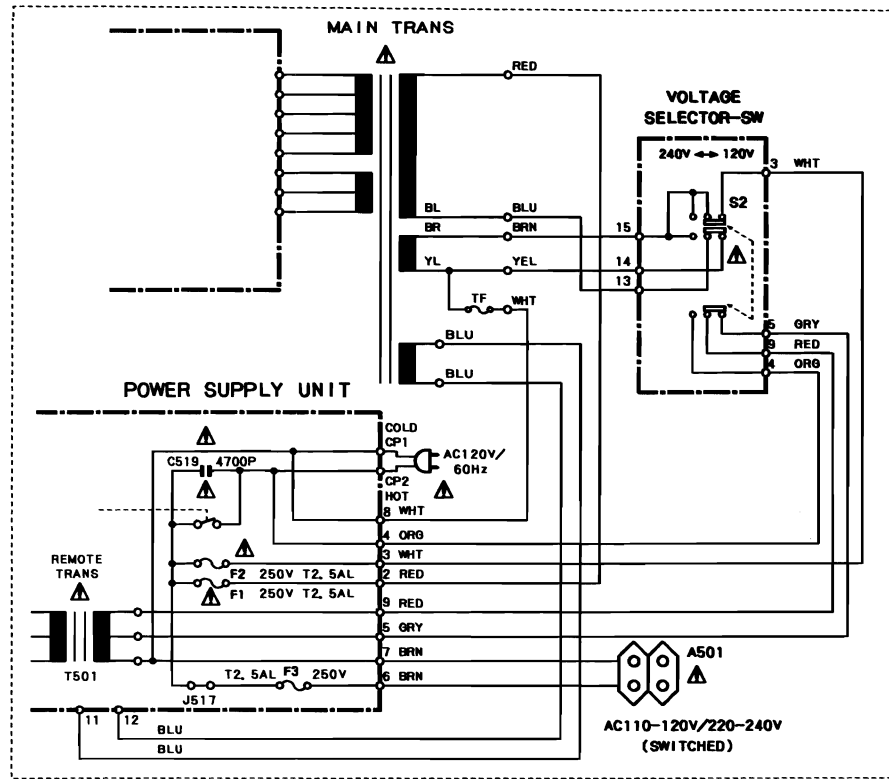 MAIN TRANS
RED
VOLTAGE
SELECTOR-SW
240V ↔ 120V
3 WHT
S2
BL BLU
BR BRN 15
YL YEL 14
13
TF WHT
BLU
5 GRY
9 RED
4 ORG
BLU
POWER SUPPLY UNIT
COLD
CP1
AC120V/
60Hz
C519 4700P
CP2
HOT
8 WHT
4 ORG
3 WHT
REMOTE
TRANS
F2 250V T2.5AL 2 RED
F1 250V T2.5AL
9 RED
5 GRY
7 BRN
A501
T501
T2.5AL F3 250V 6 BRN
J517
11 12
BLU
BLU
AC110-120V/220-240V
(SWITCHED)